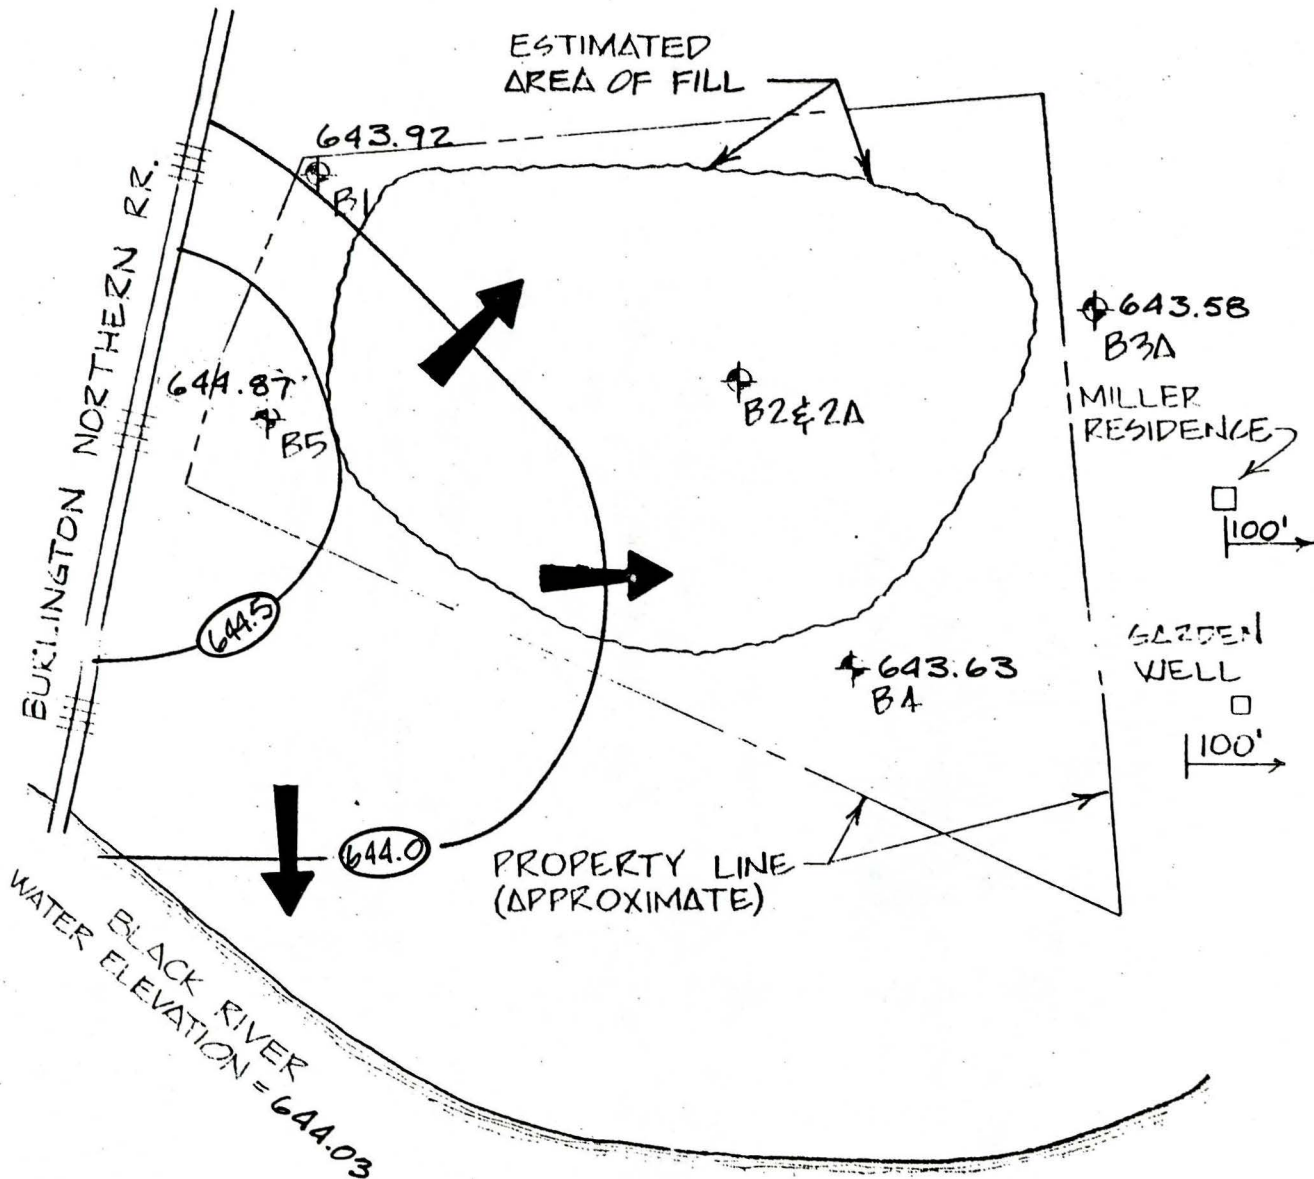 ESTIMATED
AREA OF FILL
643.92
B1
BURLINGTON NORTHERN RR.
643.58
B3A
644.87
B5
B2&2A
MILLER
RESIDENCE
100'
644.5
GARDEN
WELL
643.63
B4
100'
644.0
PROPERTY LINE
(APPROXIMATE)
BLACK RIVER
WATER ELEVATION = 644.03